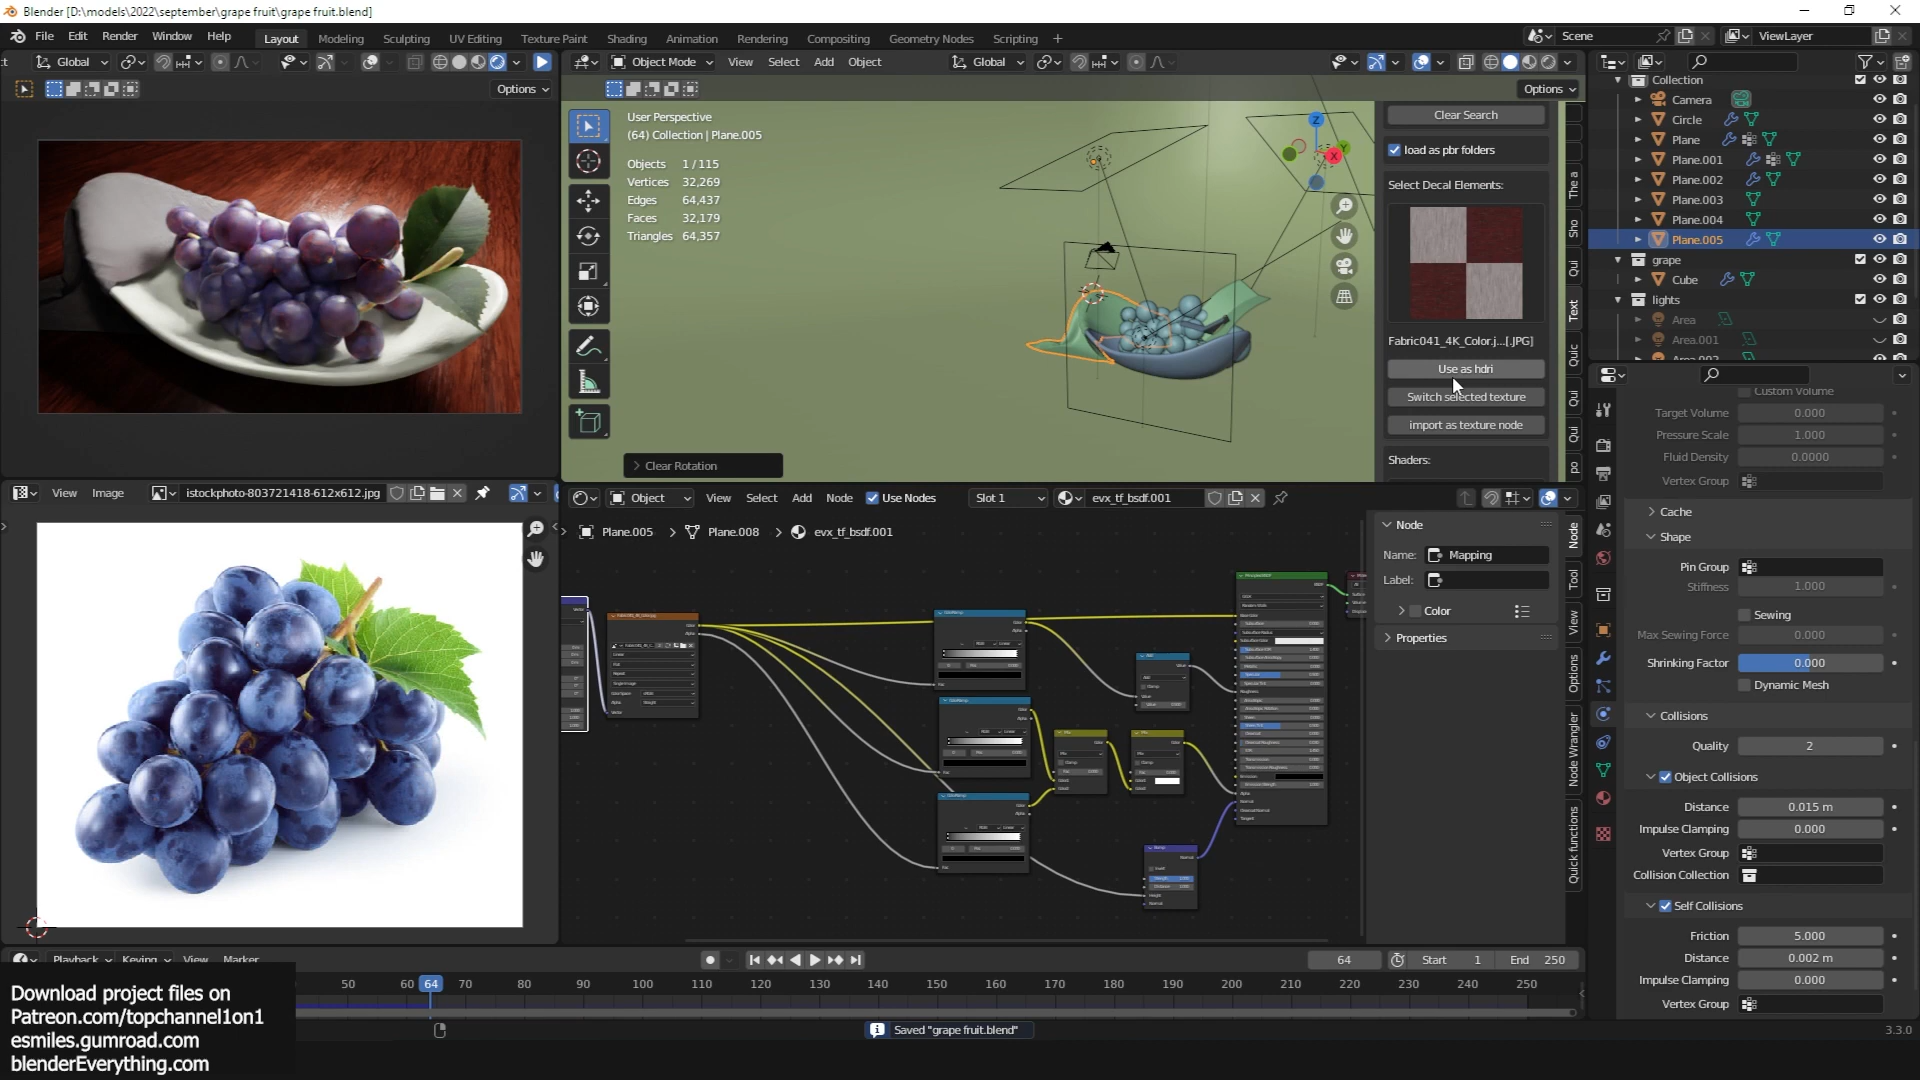 Blender [D:\models\2022\september\grape fruit\grape fruit.blend]
File Edit Render Window Help Layout Modeling Sculpting UV Editing Texture Paint Shading Animation Rendering Compositing Geometry Nodes Scripting + Scene ViewLayer
Global
Options
Object Mode View Select Add Object Global
Options
User Perspective
(64) Collection | Plane.005
Objects 1/115
Vertices 32,269
Edges 64,437
Faces 32,179
Triangles 64,357
Clear Rotation
Z
X
Y
Clear Search
load as pbr folders
Select Decal Elements:
Fabric041_4K_Color.j...[.JPG]
Use as hdri
Switch selected texture
import as texture node
Shaders:
The a
Sho
Qui
Text
Quic
Qui
Qui
po
Collection
Camera
Circle
Plane
Plane.001
Plane.002
Plane.003
Plane.004
Plane.005
grape
Cube
lights
Area
Area.001
Area.002
Custom Volume
Target Volume 0.000
Pressure Scale 1.000
Fluid Density 0.0000
Vertex Group
Cache
Shape
Pin Group
Stiffness 1.000
Sewing
Max Sewing Force 0.000
Shrinking Factor 0.000
Dynamic Mesh
Collisions
Quality 2
Object Collisions
Distance 0.015 m
Impulse Clamping 0.000
Vertex Group
Collision Collection
Self Collisions
Friction 5.000
Distance 0.002 m
Impulse Clamping 0.000
Vertex Group
View Image istockphoto-803721418-612x612.jpg
Object View Select Add Node Use Nodes Slot 1 evx_tf_bsdf.001
Plane.005 > Plane.008 > evx_tf_bsdf.001
Node
Name: Mapping
Label:
Color
Properties
Node
Tool
View
Options
Node Wrangler
Quick functions
Playback Keying View Marker
64 Start 1 End 250
50 60 64 70 80 90 100 110 120 130 140 150 160 170 180 190 200 210 220 230 240 250
Saved "grape fruit.blend"
3.3.0
Download project files on
Patreon.com/topchannel1on1
esmiles.gumroad.com
blenderEverything.com